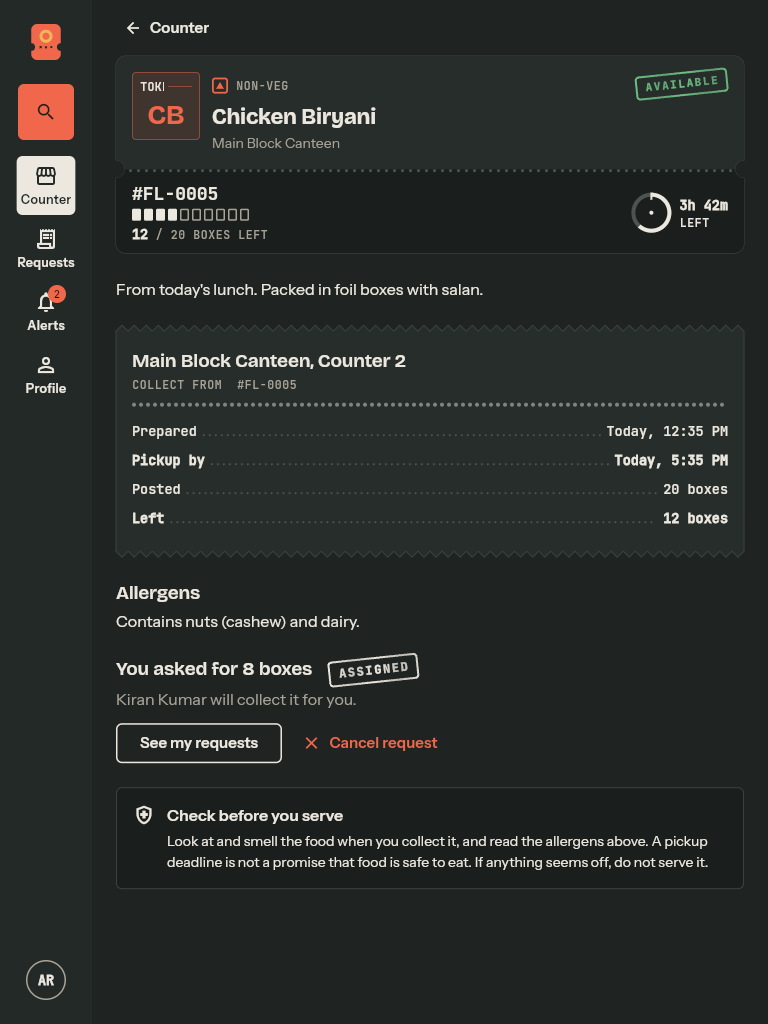 Counter
TOKI
CB
NON-VEG
Chicken Biryani
Main Block Canteen
AVAILABLE
#FL-0005
12 / 20 BOXES LEFT
3h 42m
LEFT
Counter
Requests
2
Alerts
Profile
From today's lunch. Packed in foil boxes with salan.
Main Block Canteen, Counter 2
COLLECT FROM #FL-0005
Prepared Today, 12:35 PM
Pickup by Today, 5:35 PM
Posted 20 boxes
Left 12 boxes
Allergens
Contains nuts (cashew) and dairy.
You asked for 8 boxes ASSIGNED
Kiran Kumar will collect it for you.
See my requests Cancel request
Check before you serve
Look at and smell the food when you collect it, and read the allergens above. A pickup
deadline is not a promise that food is safe to eat. If anything seems off, do not serve it.
AR